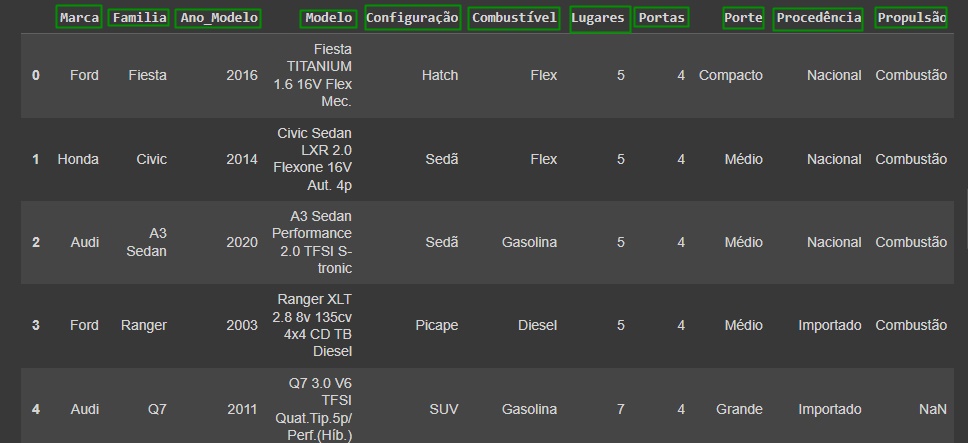 Marca Familia Ano_Modelo Modelo Configuração Combustível Lugares Portas Porte Procedência Propulsão
Fiesta
TITANIUM
1.6 16V Flex
Mec.
0 Ford Fiesta 2016 Hatch Flex 5 4 Compacto Nacional Combustão
Civic Sedan
LXR 2.0
Flexone 16V
Aut. 4p
1 Honda Civic 2014 Sedã Flex 5 4 Médio Nacional Combustão
A3 Sedan
Performance
2.0 TFSI S-
tronic
2 Audi A3
Sedan 2020 Sedã Gasolina 5 4 Médio Nacional Combustão
Ranger XLT
2.8 8v 135cv
4x4 CD TB
Diesel
3 Ford Ranger 2003 Picape Diesel 5 4 Médio Importado Combustão
Q7 3.0 V6
TFSI
Quat.Tip.5p/
Perf.(Híb.)
4 Audi Q7 2011 SUV Gasolina 7 4 Grande Importado NaN